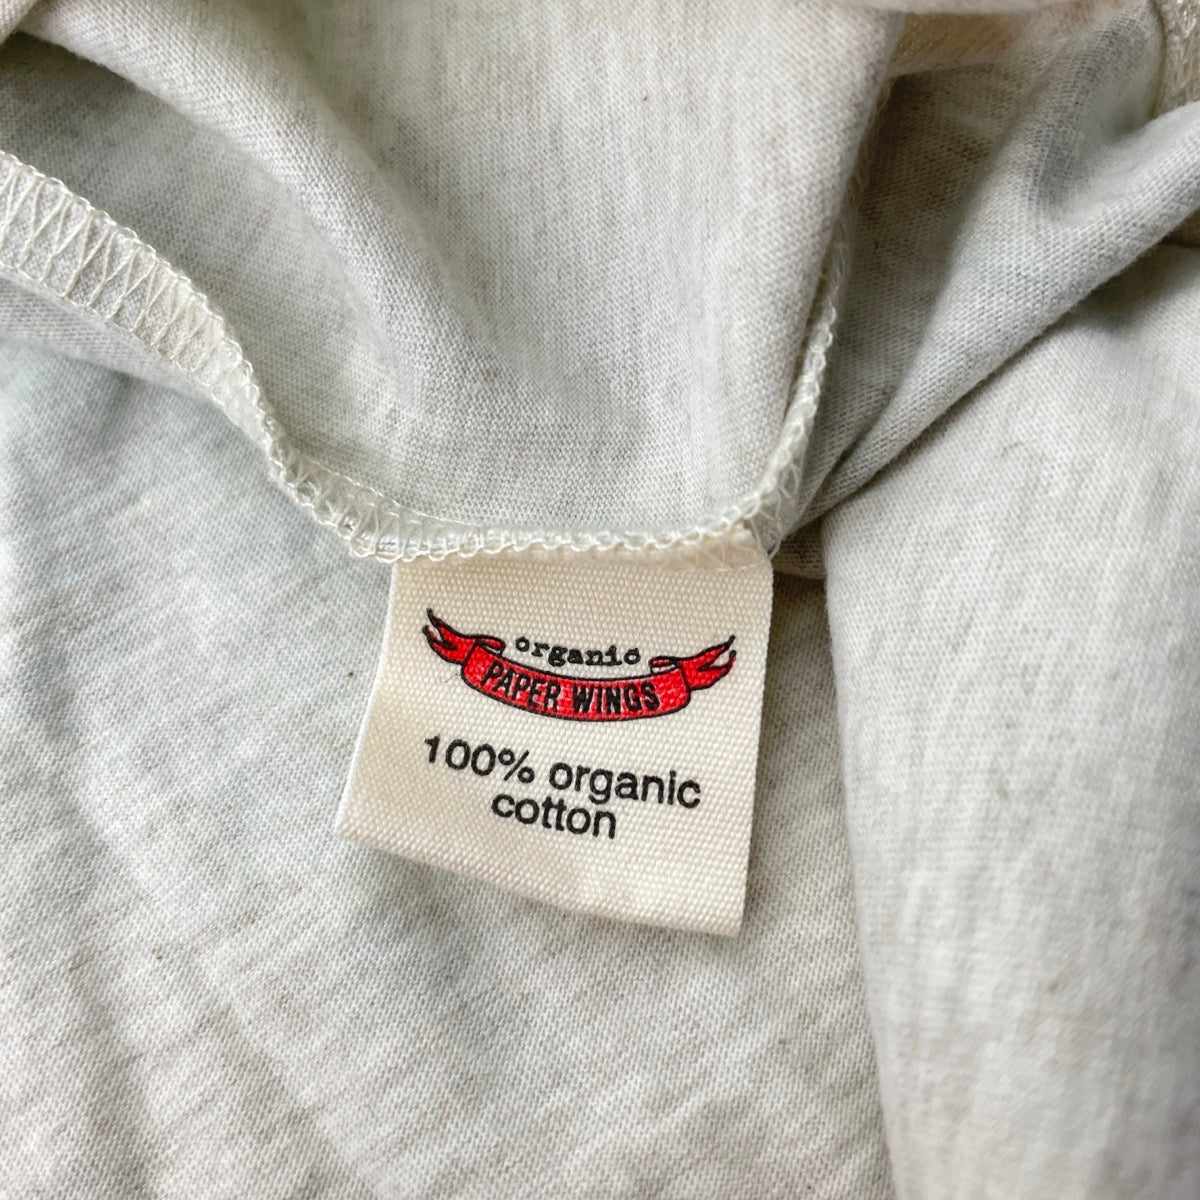 organic
PAPER WINGS
100% organic
cotton